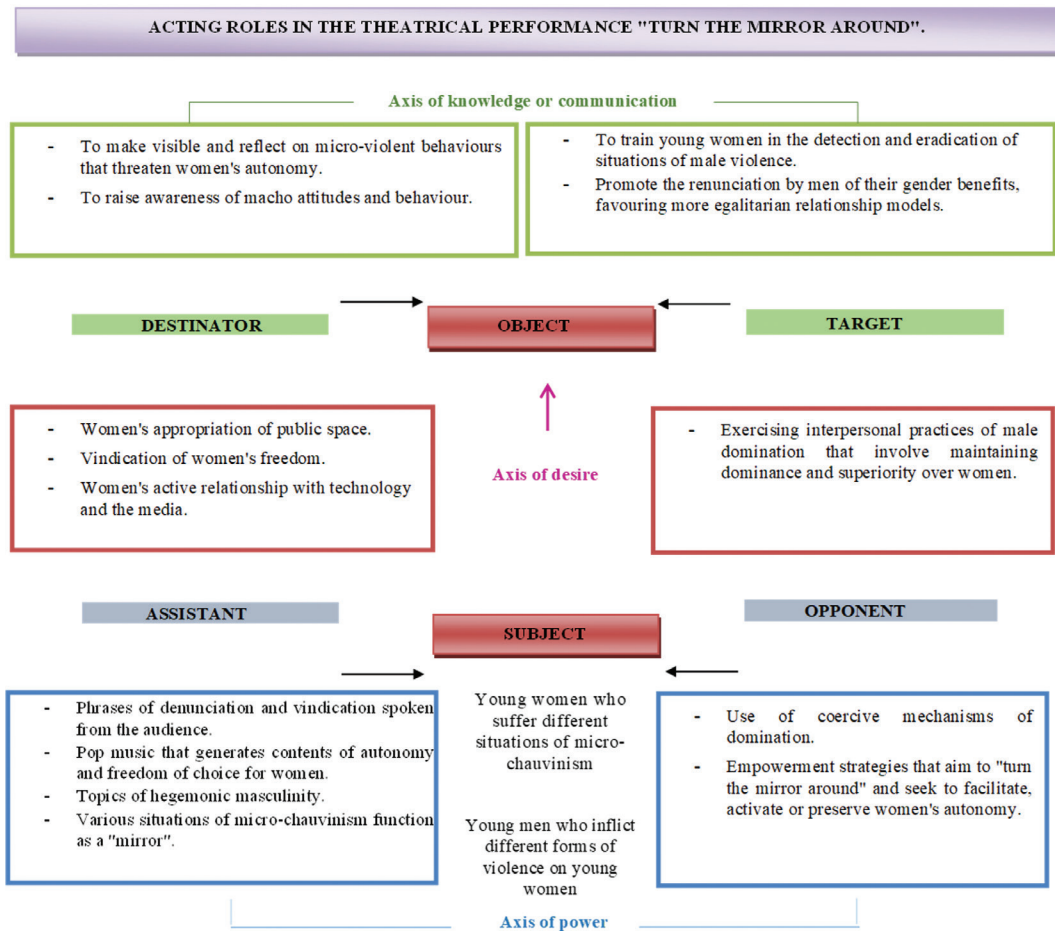 ACTING ROLES IN THE THEATRICAL PERFORMANCE "TURN THE MIRROR AROUND".
Axis of knowledge or communication
- To make visible and reflect on micro-violent behaviours
that threaten women's autonomy.
- To raise awareness of macho attitudes and behaviour.
- To train young women in the detection and eradication of
situations of male violence.
- Promote the renunciation by men of their gender benefits,
favouring more egalitarian relationship models.
DESTINATOR
OBJECT
TARGET
- Women's appropriation of public space.
- Vindication of women's freedom.
- Women's active relationship with technology
and the media.
Axis of desire
- Exercising interpersonal practices of male
domination that involve maintaining
dominance and superiority over women.
ASSISTANT
SUBJECT
OPPONENT
- Phrases of denunciation and vindication spoken
from the audience.
- Pop music that generates contents of autonomy
and freedom of choice for women.
- Topics of hegemonic masculinity.
- Various situations of micro-chauvinism function
as a "mirror".
Young women who
suffer different
situations of micro-
chauvinism
Young men who inflict
different forms of
violence on young
women
- Use of coercive mechanisms of
domination.
- Empowerment strategies that aim to "turn
the mirror around" and seek to facilitate,
activate or preserve women's autonomy.
Axis of power